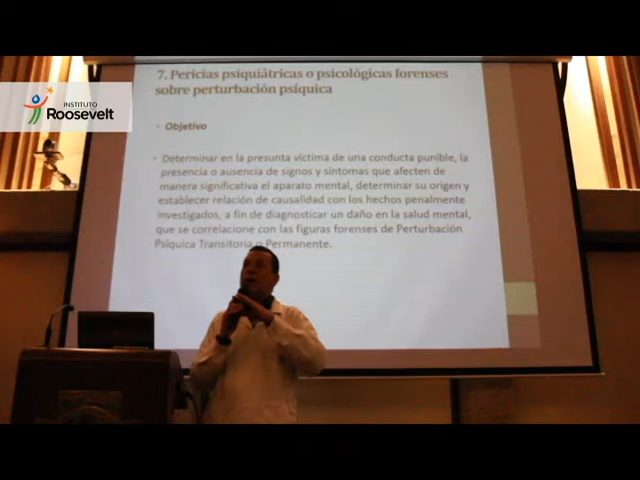 INSTITUTO
Roosevelt
7. Pericias psiquiátricas o psicológicas forenses
sobre perturbación psíquica
• Objetivo
• Determinar en la presunta víctima de una conducta punible, la
presencia o ausencia de signos y síntomas que afecten de
manera significativa el aparato mental, determinar su origen y
establecer relación de causalidad con los hechos penalmente
investigados, a fin de diagnosticar un daño en la salud mental,
que se correlacione con las figuras forenses de Perturbación
Psíquica Transitoria o Permanente.